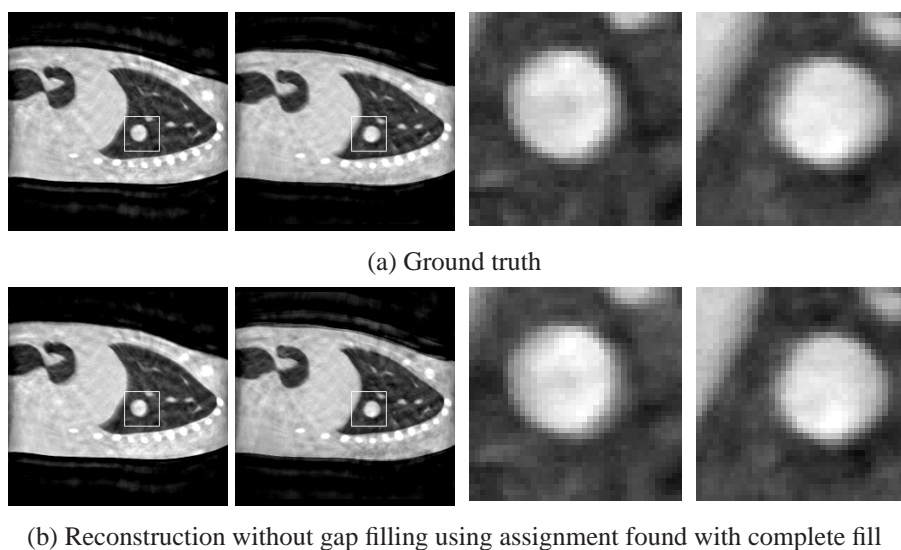 (a) Ground truth
(b) Reconstruction without gap filling using assignment found with complete fill